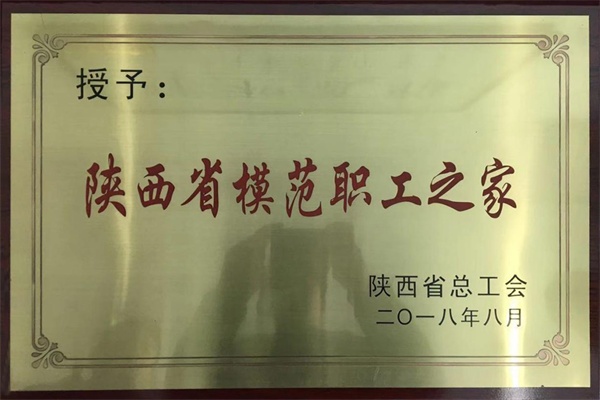 授予：
陕西省模范职工之家
陕西省总工会
二〇一八年八月